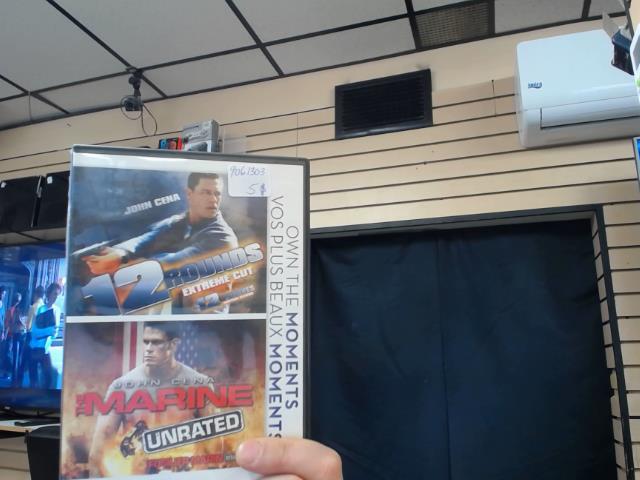 9061303
5$
JOHN CENA
12 ROUNDS
EXTREME CUT
OWN THE MOMENTS
VOS PLUS BEAUX MOMENTS
JOHN CENA
THE MARINE
UNRATED